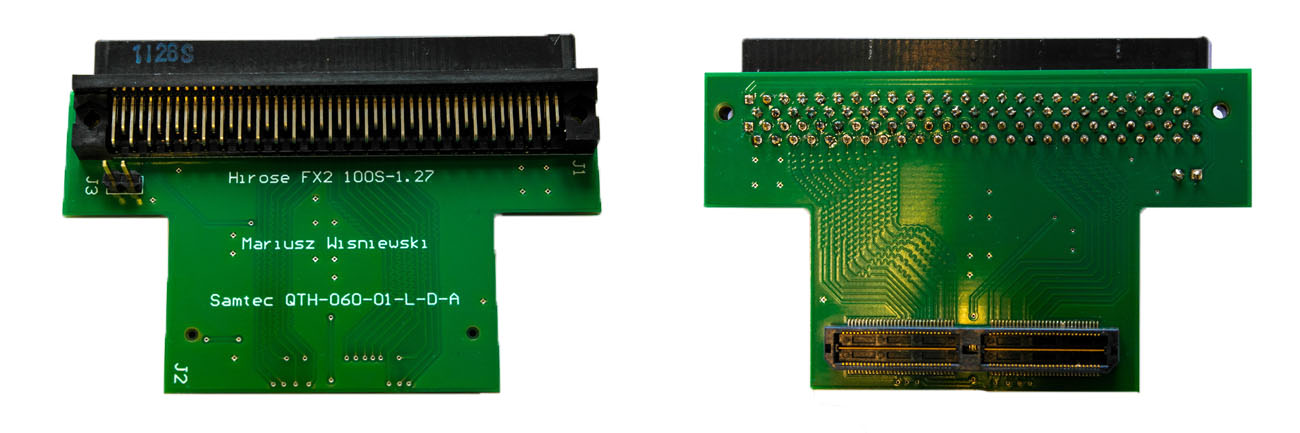 1126S
J1
J3
Hirose FX2 100S-1.27
Mariusz Wisniewski
Samtec QTH-060-01-L-D-A
J2